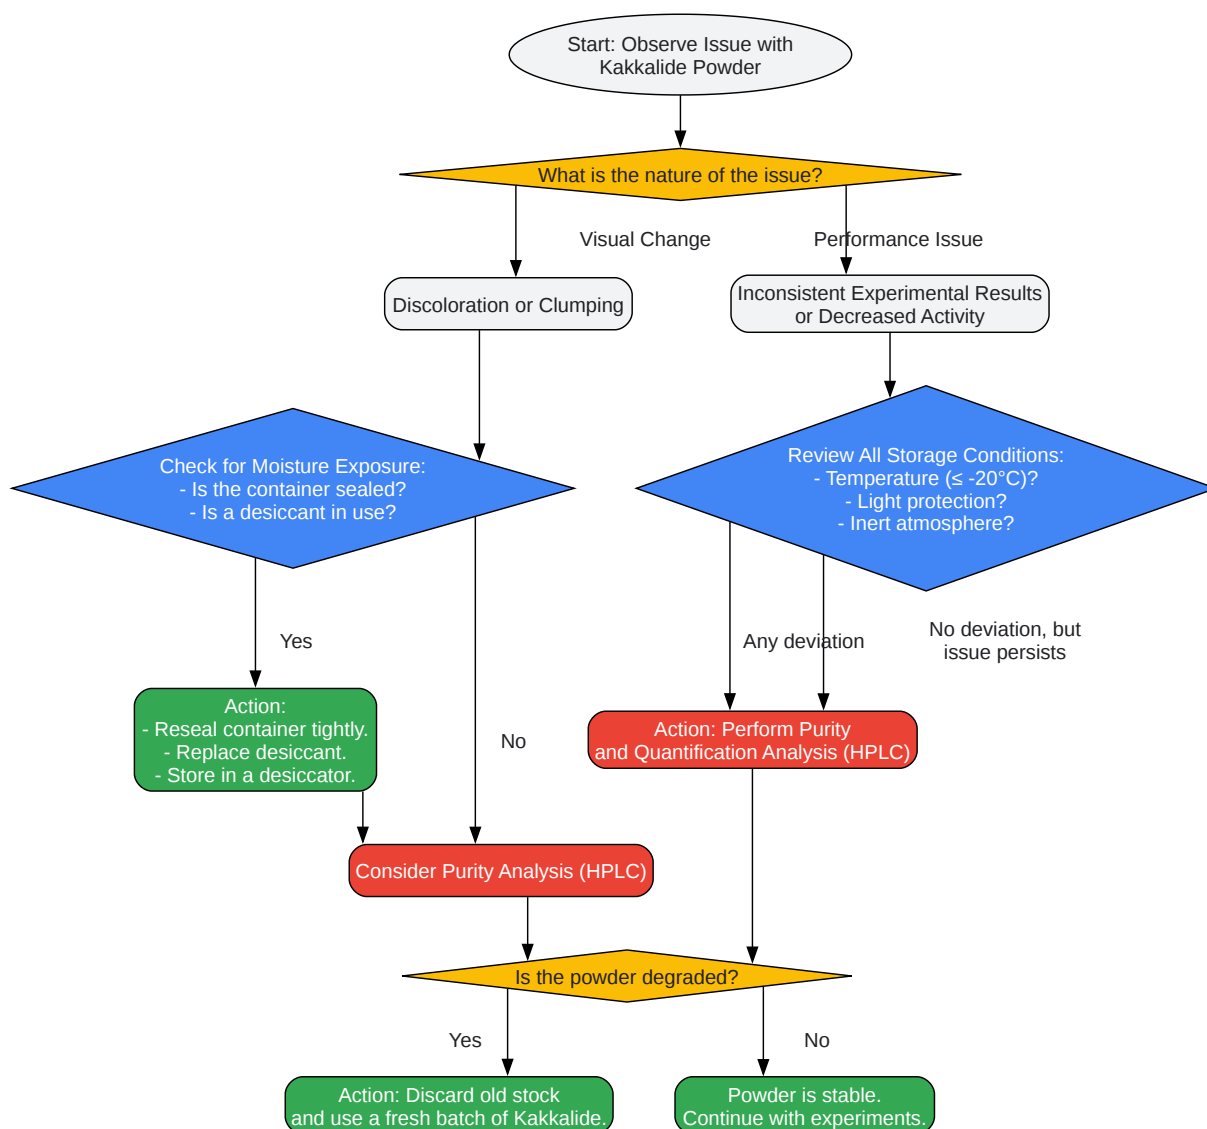 Start: Observe Issue with
Kakkalide Powder
What is the nature of the issue?
Visual Change
Performance Issue
Discoloration or Clumping
Inconsistent Experimental Results
or Decreased Activity
Check for Moisture Exposure:
- Is the container sealed?
- Is a desiccant in use?
Review All Storage Conditions:
- Temperature (≤ -20°C)?
- Light protection?
- Inert atmosphere?
Yes
Any deviation
No deviation, but
issue persists
Action:
- Reseal container tightly.
- Replace desiccant.
- Store in a desiccator.
No
Action: Perform Purity
and Quantification Analysis (HPLC)
Consider Purity Analysis (HPLC)
Is the powder degraded?
Yes
No
Action: Discard old stock
and use a fresh batch of Kakkalide.
Powder is stable.
Continue with experiments.